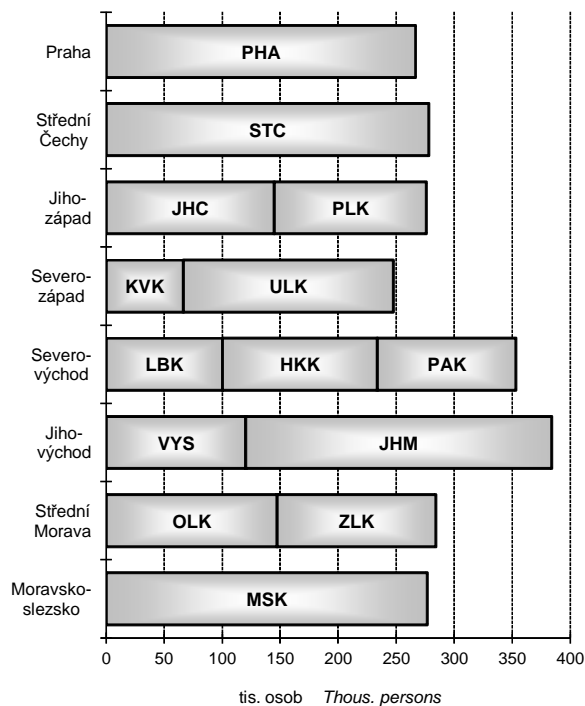 Praha
PHA
Střední
Čechy
STC
Jiho-
západ
JHC PLK
Severo-
západ
KVK ULK
Severo-
východ
LBK HKK PAK
Jiho-
východ
VYS JHM
Střední
Morava
OLK ZLK
Moravsko-
slezsko
MSK
0 50 100 150 200 250 300 350 400
tis. osob Thous. persons